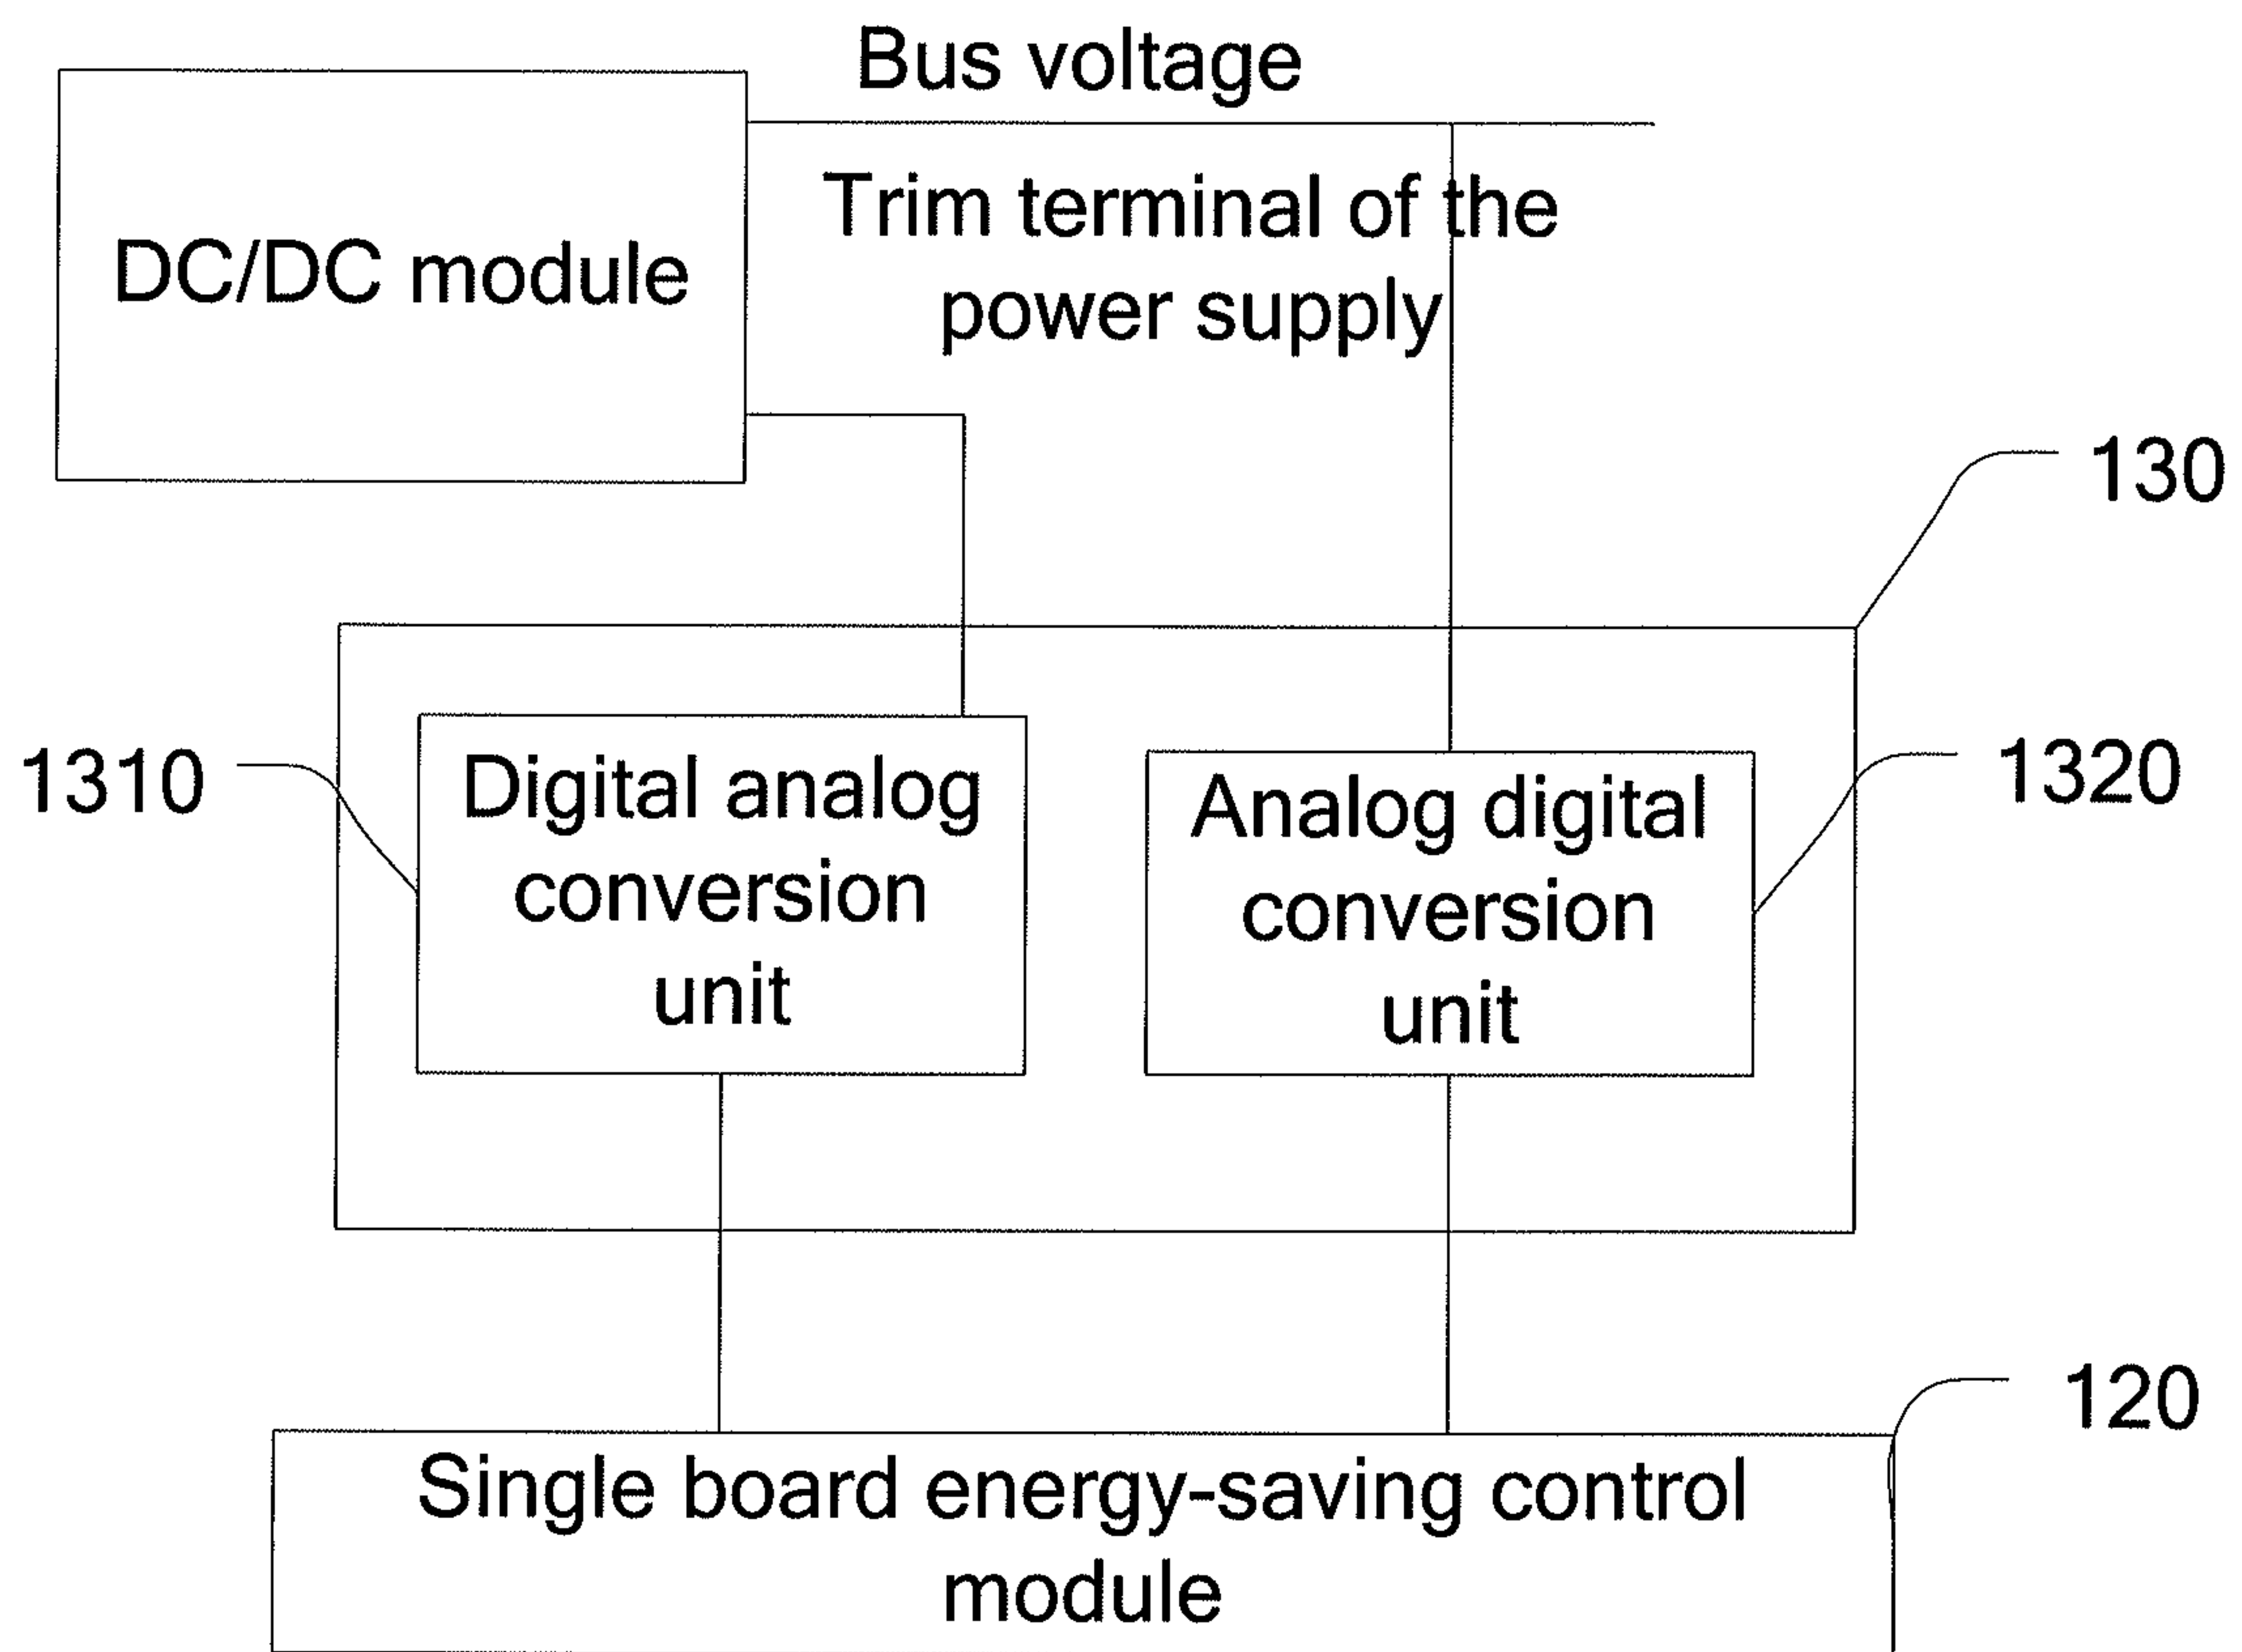 Bus voltage
Trim terminal of the
power supply
DC/DC module
130
1310
Digital analog
conversion
unit
Analog digital
conversion
unit
1320
120
Single board energy-saving control
module